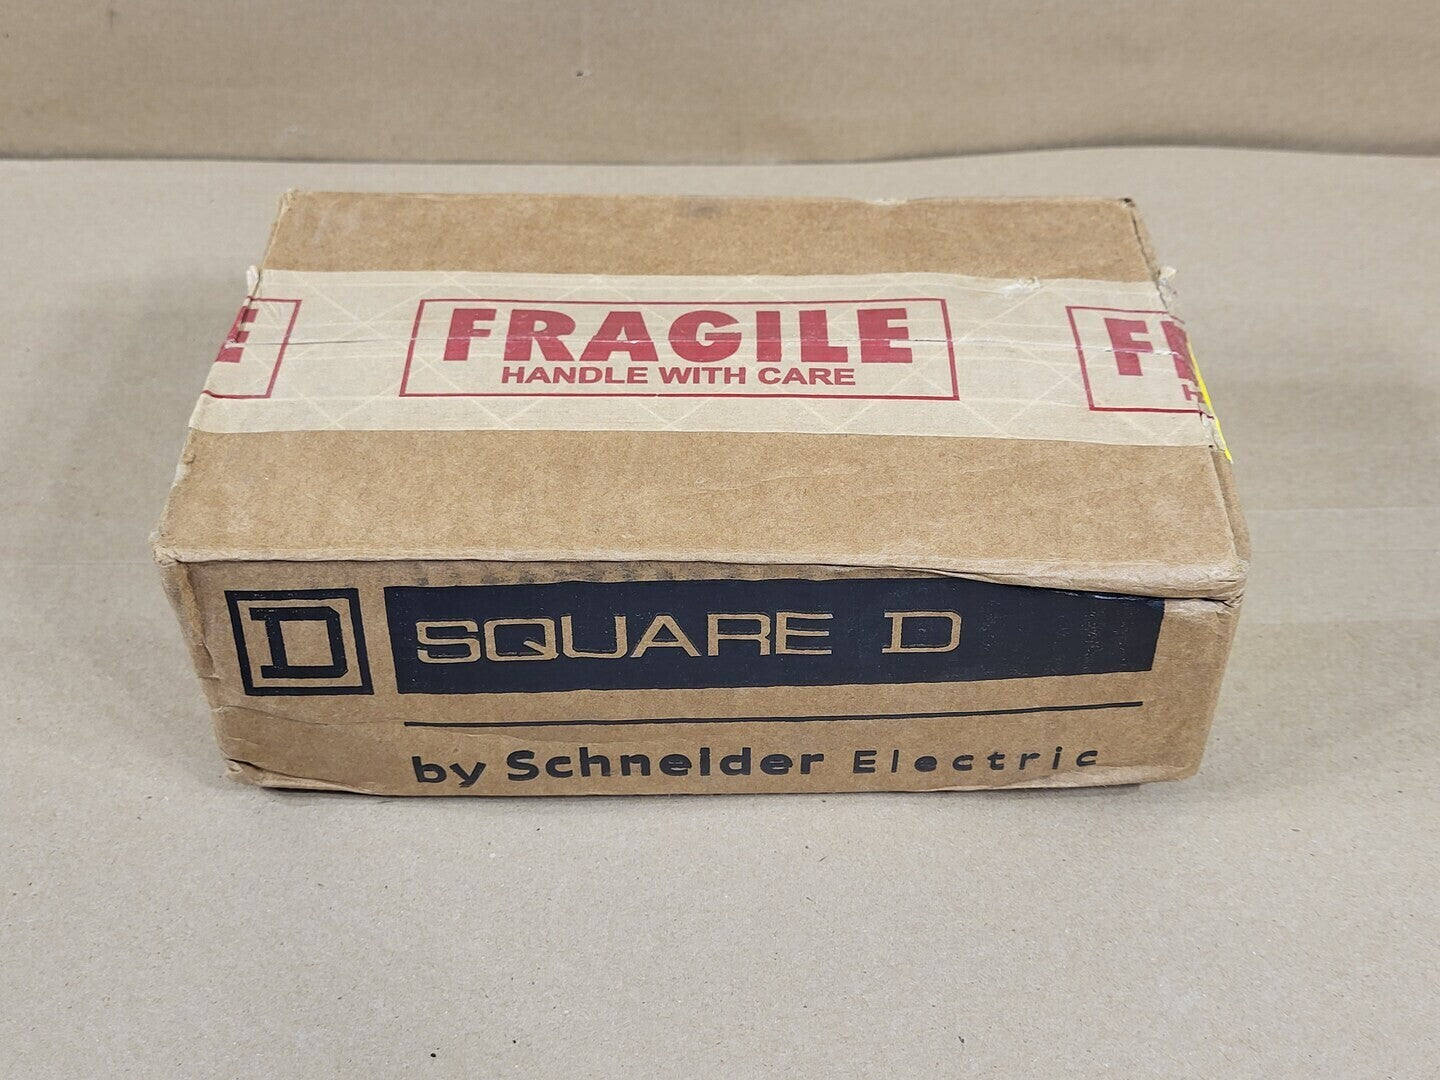 E
FRAGILE
HANDLE WITH CARE
F
H
D
SQUARE D
by Schneider Electric